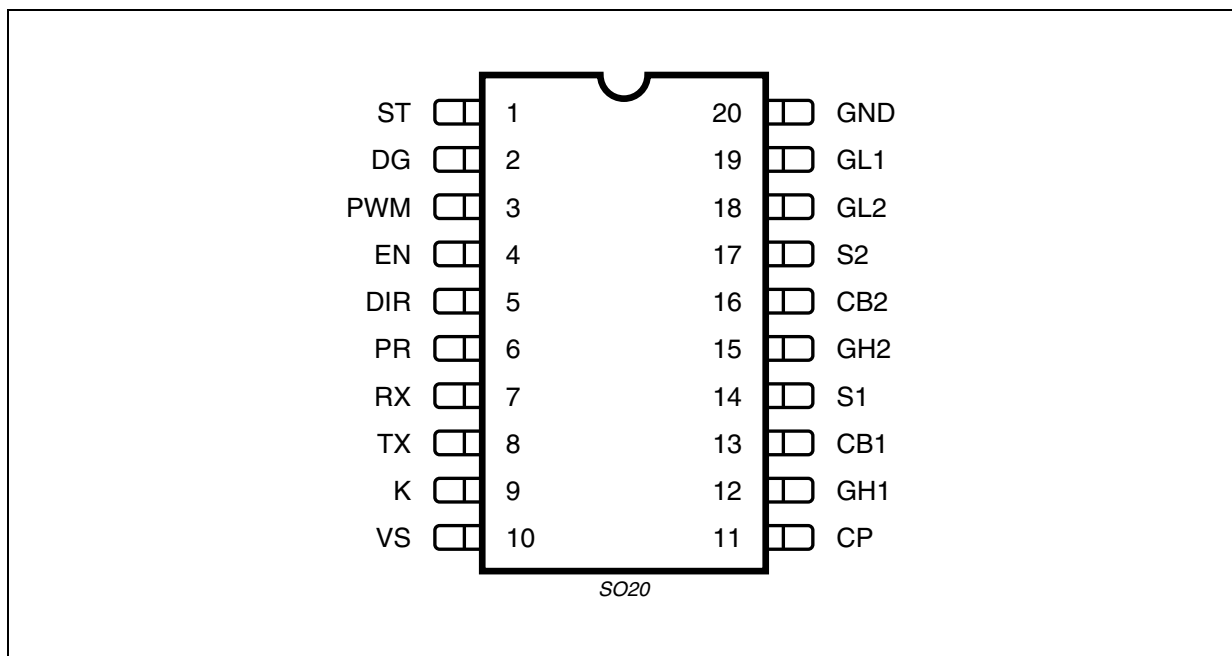 ST 1 20 GND
DG 2 19 GL1
PWM 3 18 GL2
EN 4 17 S2
DIR 5 16 CB2
PR 6 15 GH2
RX 7 14 S1
TX 8 13 CB1
K 9 12 GH1
VS 10 11 CP
SO20